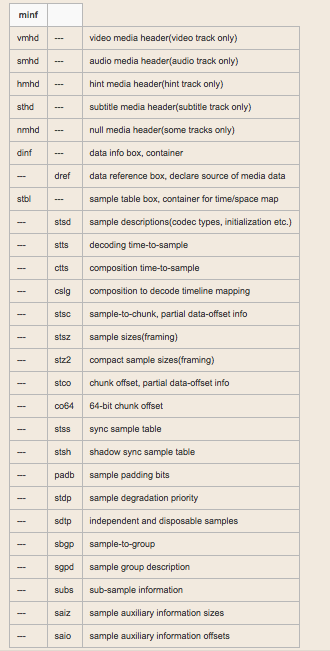 minf
vmhd --- video media header(video track only)
smhd --- audio media header(audio track only)
hmhd --- hint media header(hint track only)
sthd --- subtitle media header(subtitle track only)
nmhd --- null media header(some tracks only)
dinf --- data info box, container
--- dref data reference box, declare source of media data
stbl --- sample table box, container for time/space map
--- stsd sample descriptions(codec types, initialization etc.)
--- stts decoding time-to-sample
--- ctts composition time-to-sample
--- cslg composition to decode timeline mapping
--- stsc sample-to-chunk, partial data-offset info
--- stsz sample sizes(framing)
--- stz2 compact sample sizes(framing)
--- stco chunk offset, partial data-offset info
--- co64 64-bit chunk offset
--- stss sync sample table
--- stsh shadow sync sample table
--- padb sample padding bits
--- stdp sample degradation priority
--- sdtp independent and disposable samples
--- sbgp sample-to-group
--- sgpd sample group description
--- subs sub-sample information
--- saiz sample auxiliary information sizes
--- saio sample auxiliary information offsets